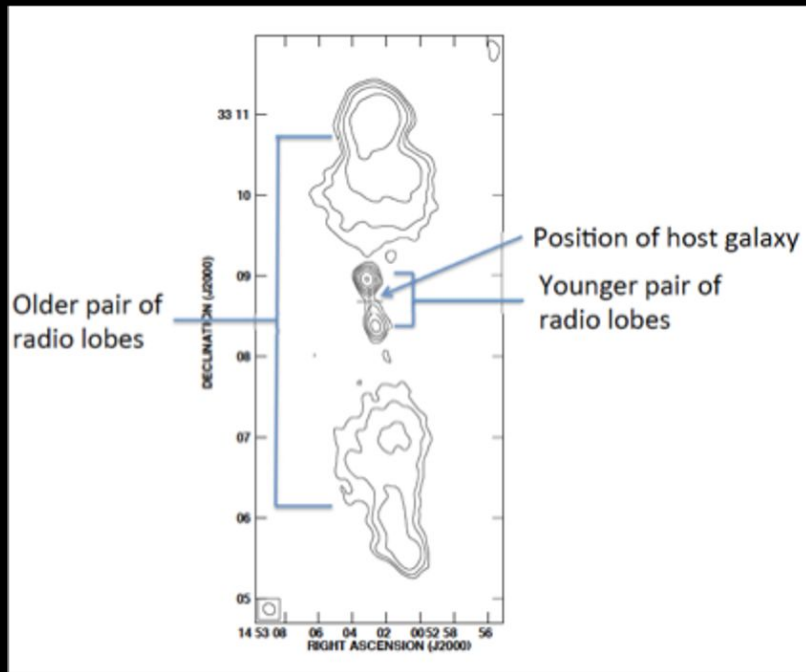 33 11
10
09
08
07
06
05
DECLINATION (J2000)
14 53 08 06 04 02 00 52 58 56
RIGHT ASCENSION (J2000)
Older pair of
radio lobes
Position of host galaxy
Younger pair of
radio lobes